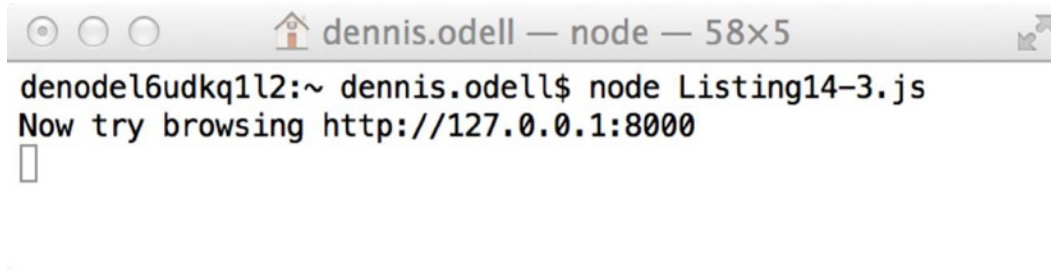 dennis.odell — node — 58×5
denodel6udkq1l2:~ dennis.odell$ node Listing14-3.js
Now try browsing http://127.0.0.1:8000